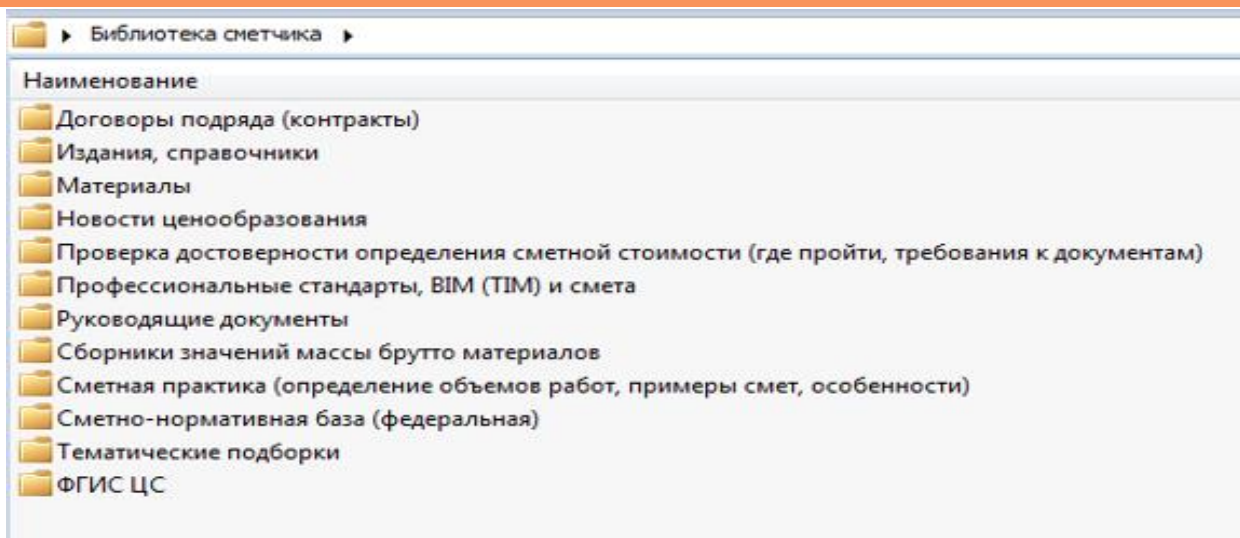 Библиотека сметчика
Наименование
Договоры подряда (контракты)
Издания, справочники
Материалы
Новости ценообразования
Проверка достоверности определения сметной стоимости (где пройти, требования к документам)
Профессиональные стандарты, BIM (TIM) и смета
Руководящие документы
Сборники значений массы брутто материалов
Сметная практика (определение объемов работ, примеры смет, особенности)
Сметно-нормативная база (федеральная)
Тематические подборки
ФГИС ЦС